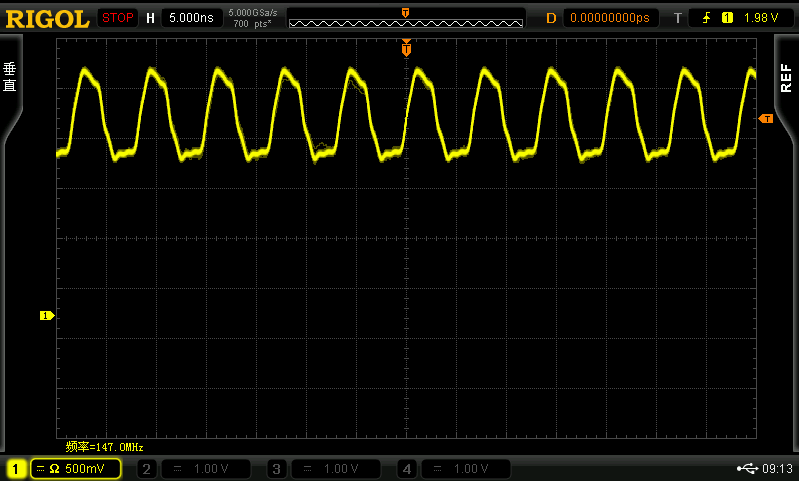 RIGOL STOP H 5.000ns 5.000GSa/s 700 pts* T D 0.00000000ps T 1 1.98 V
T
垂直
REF
T
1
频率=147.0MHz
1 = Ω 500mV 2 = 1.00 V 3 = 1.00 V 4 = 1.00 V 09:13